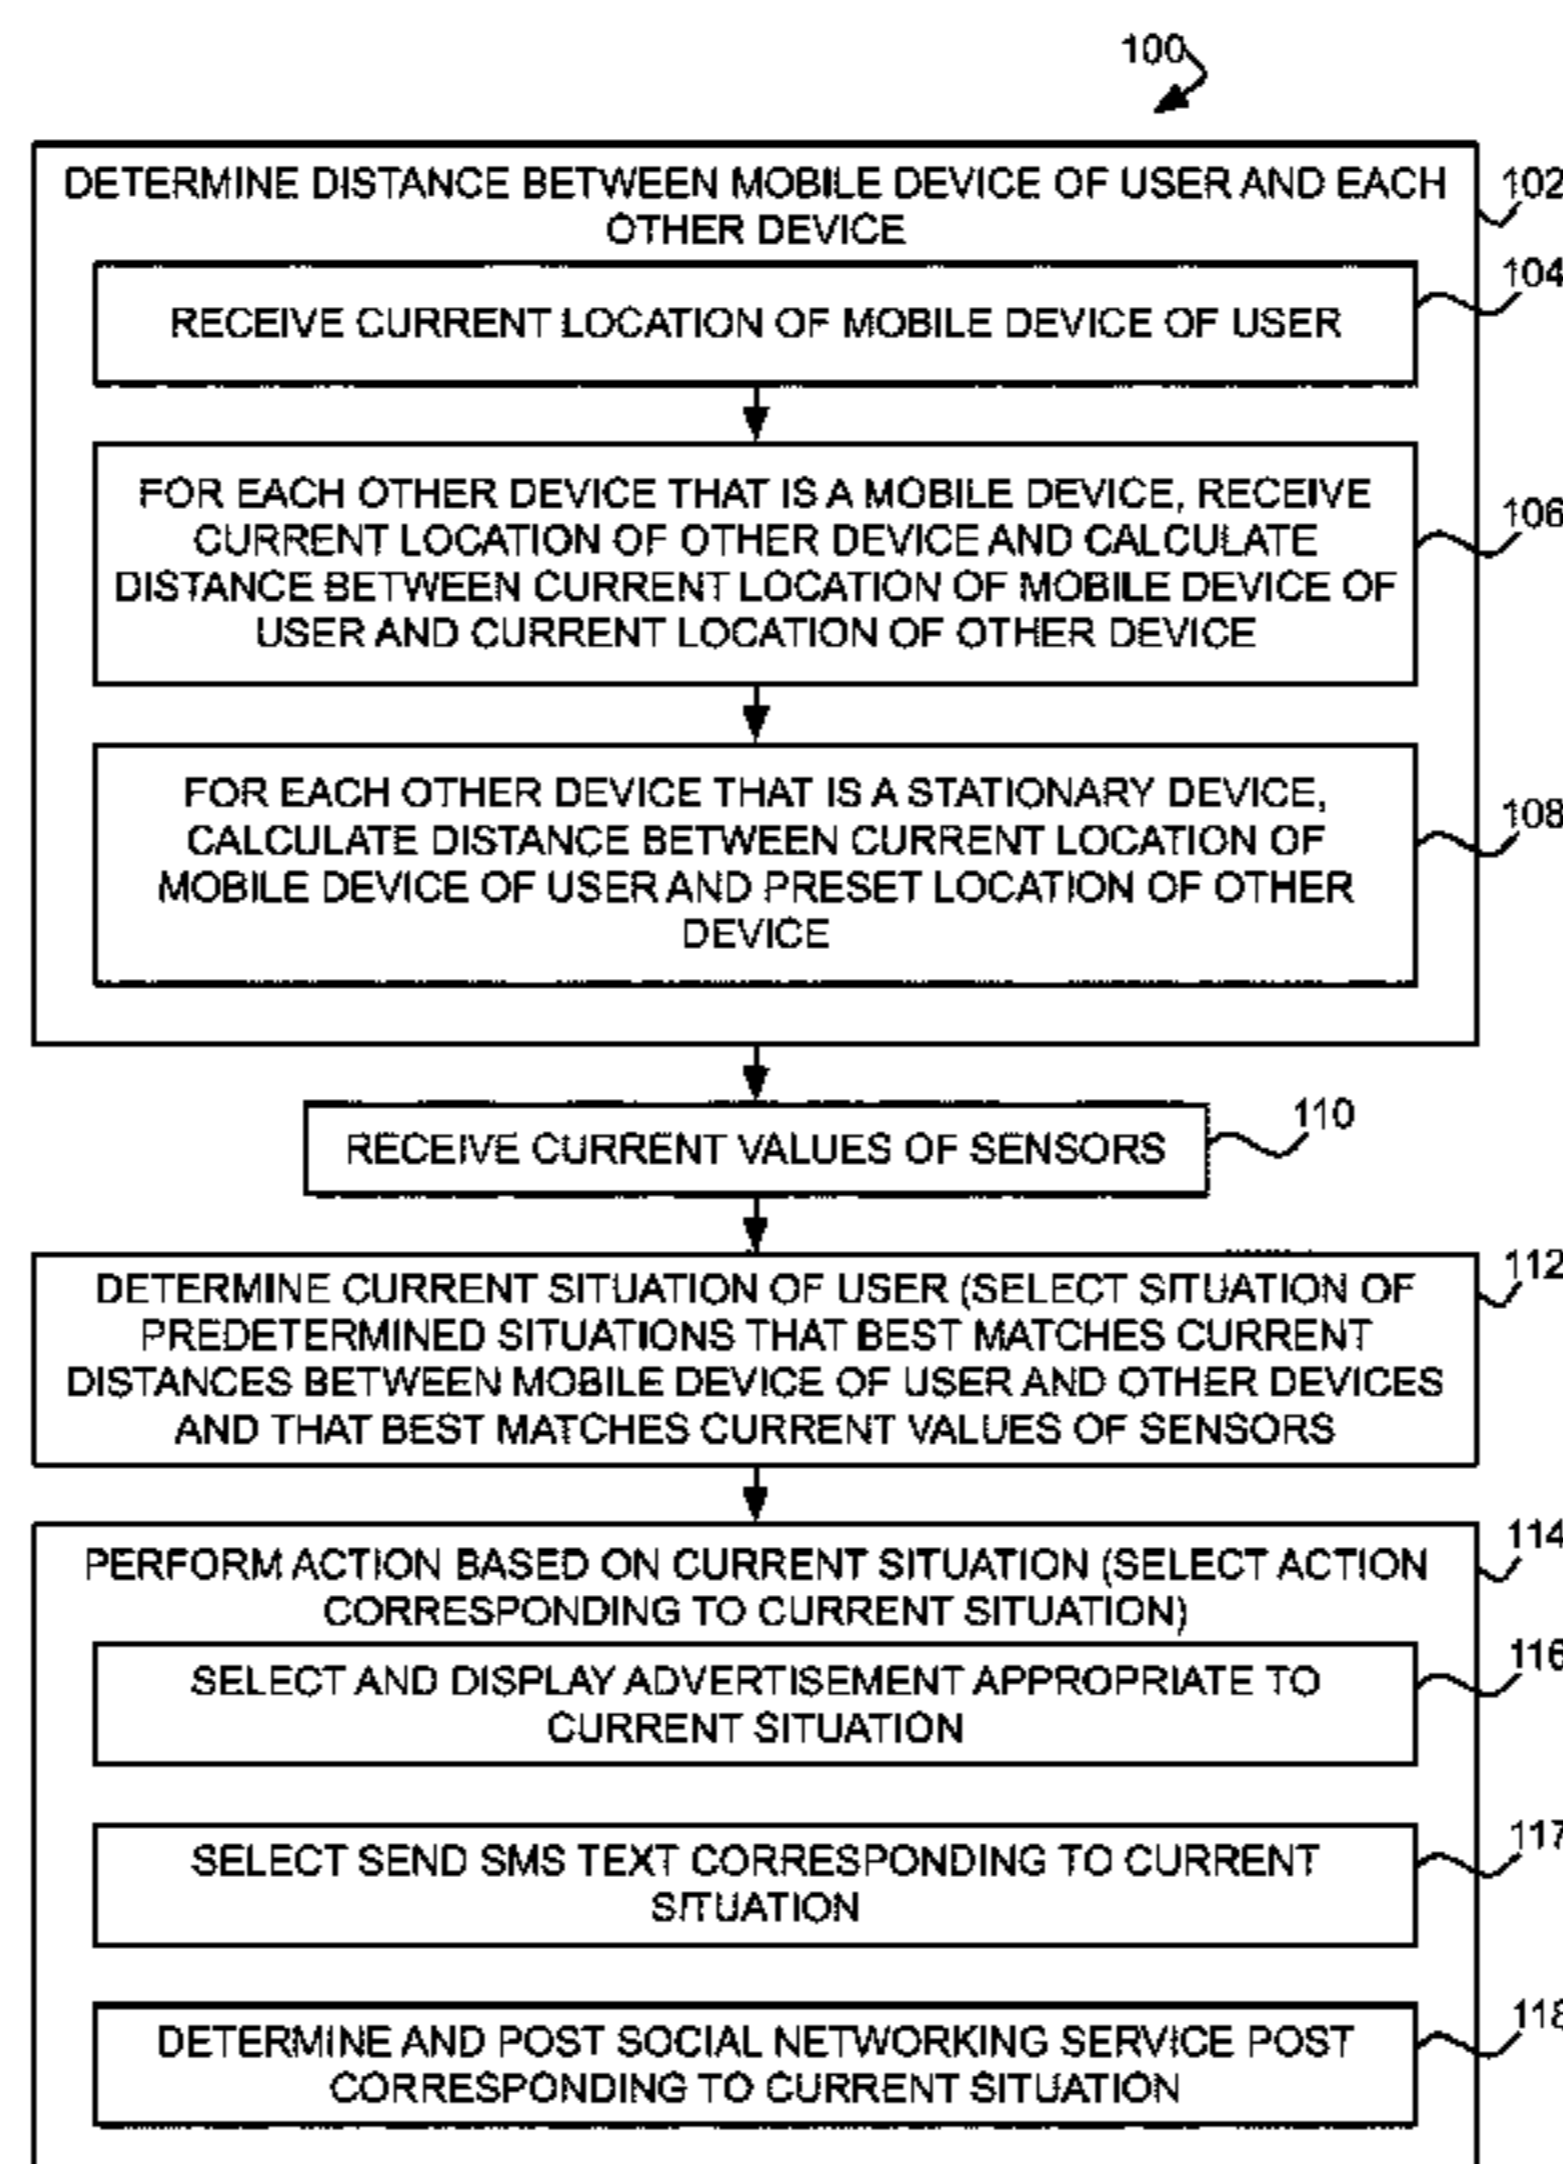 100
DETERMINE DISTANCE BETWEEN MOBILE DEVICE OF USER AND EACH
OTHER DEVICE
102
RECEIVE CURRENT LOCATION OF MOBILE DEVICE OF USER
104
FOR EACH OTHER DEVICE THAT IS A MOBILE DEVICE, RECEIVE
CURRENT LOCATION OF OTHER DEVICE AND CALCULATE
DISTANCE BETWEEN CURRENT LOCATION OF MOBILE DEVICE OF
USER AND CURRENT LOCATION OF OTHER DEVICE
106
FOR EACH OTHER DEVICE THAT IS A STATIONARY DEVICE,
CALCULATE DISTANCE BETWEEN CURRENT LOCATION OF
MOBILE DEVICE OF USER AND PRESET LOCATION OF OTHER
DEVICE
108
RECEIVE CURRENT VALUES OF SENSORS
110
DETERMINE CURRENT SITUATION OF USER (SELECT SITUATION OF
PREDETERMINED SITUATIONS THAT BEST MATCHES CURRENT
DISTANCES BETWEEN MOBILE DEVICE OF USER AND OTHER DEVICES
AND THAT BEST MATCHES CURRENT VALUES OF SENSORS
112
PERFORM ACTION BASED ON CURRENT SITUATION (SELECT ACTION
CORRESPONDING TO CURRENT SITUATION)
114
SELECT AND DISPLAY ADVERTISEMENT APPROPRIATE TO
CURRENT SITUATION
116
SELECT SEND SMS TEXT CORRESPONDING TO CURRENT
SITUATION
117
DETERMINE AND POST SOCIAL NETWORKING SERVICE POST
CORRESPONDING TO CURRENT SITUATION
118